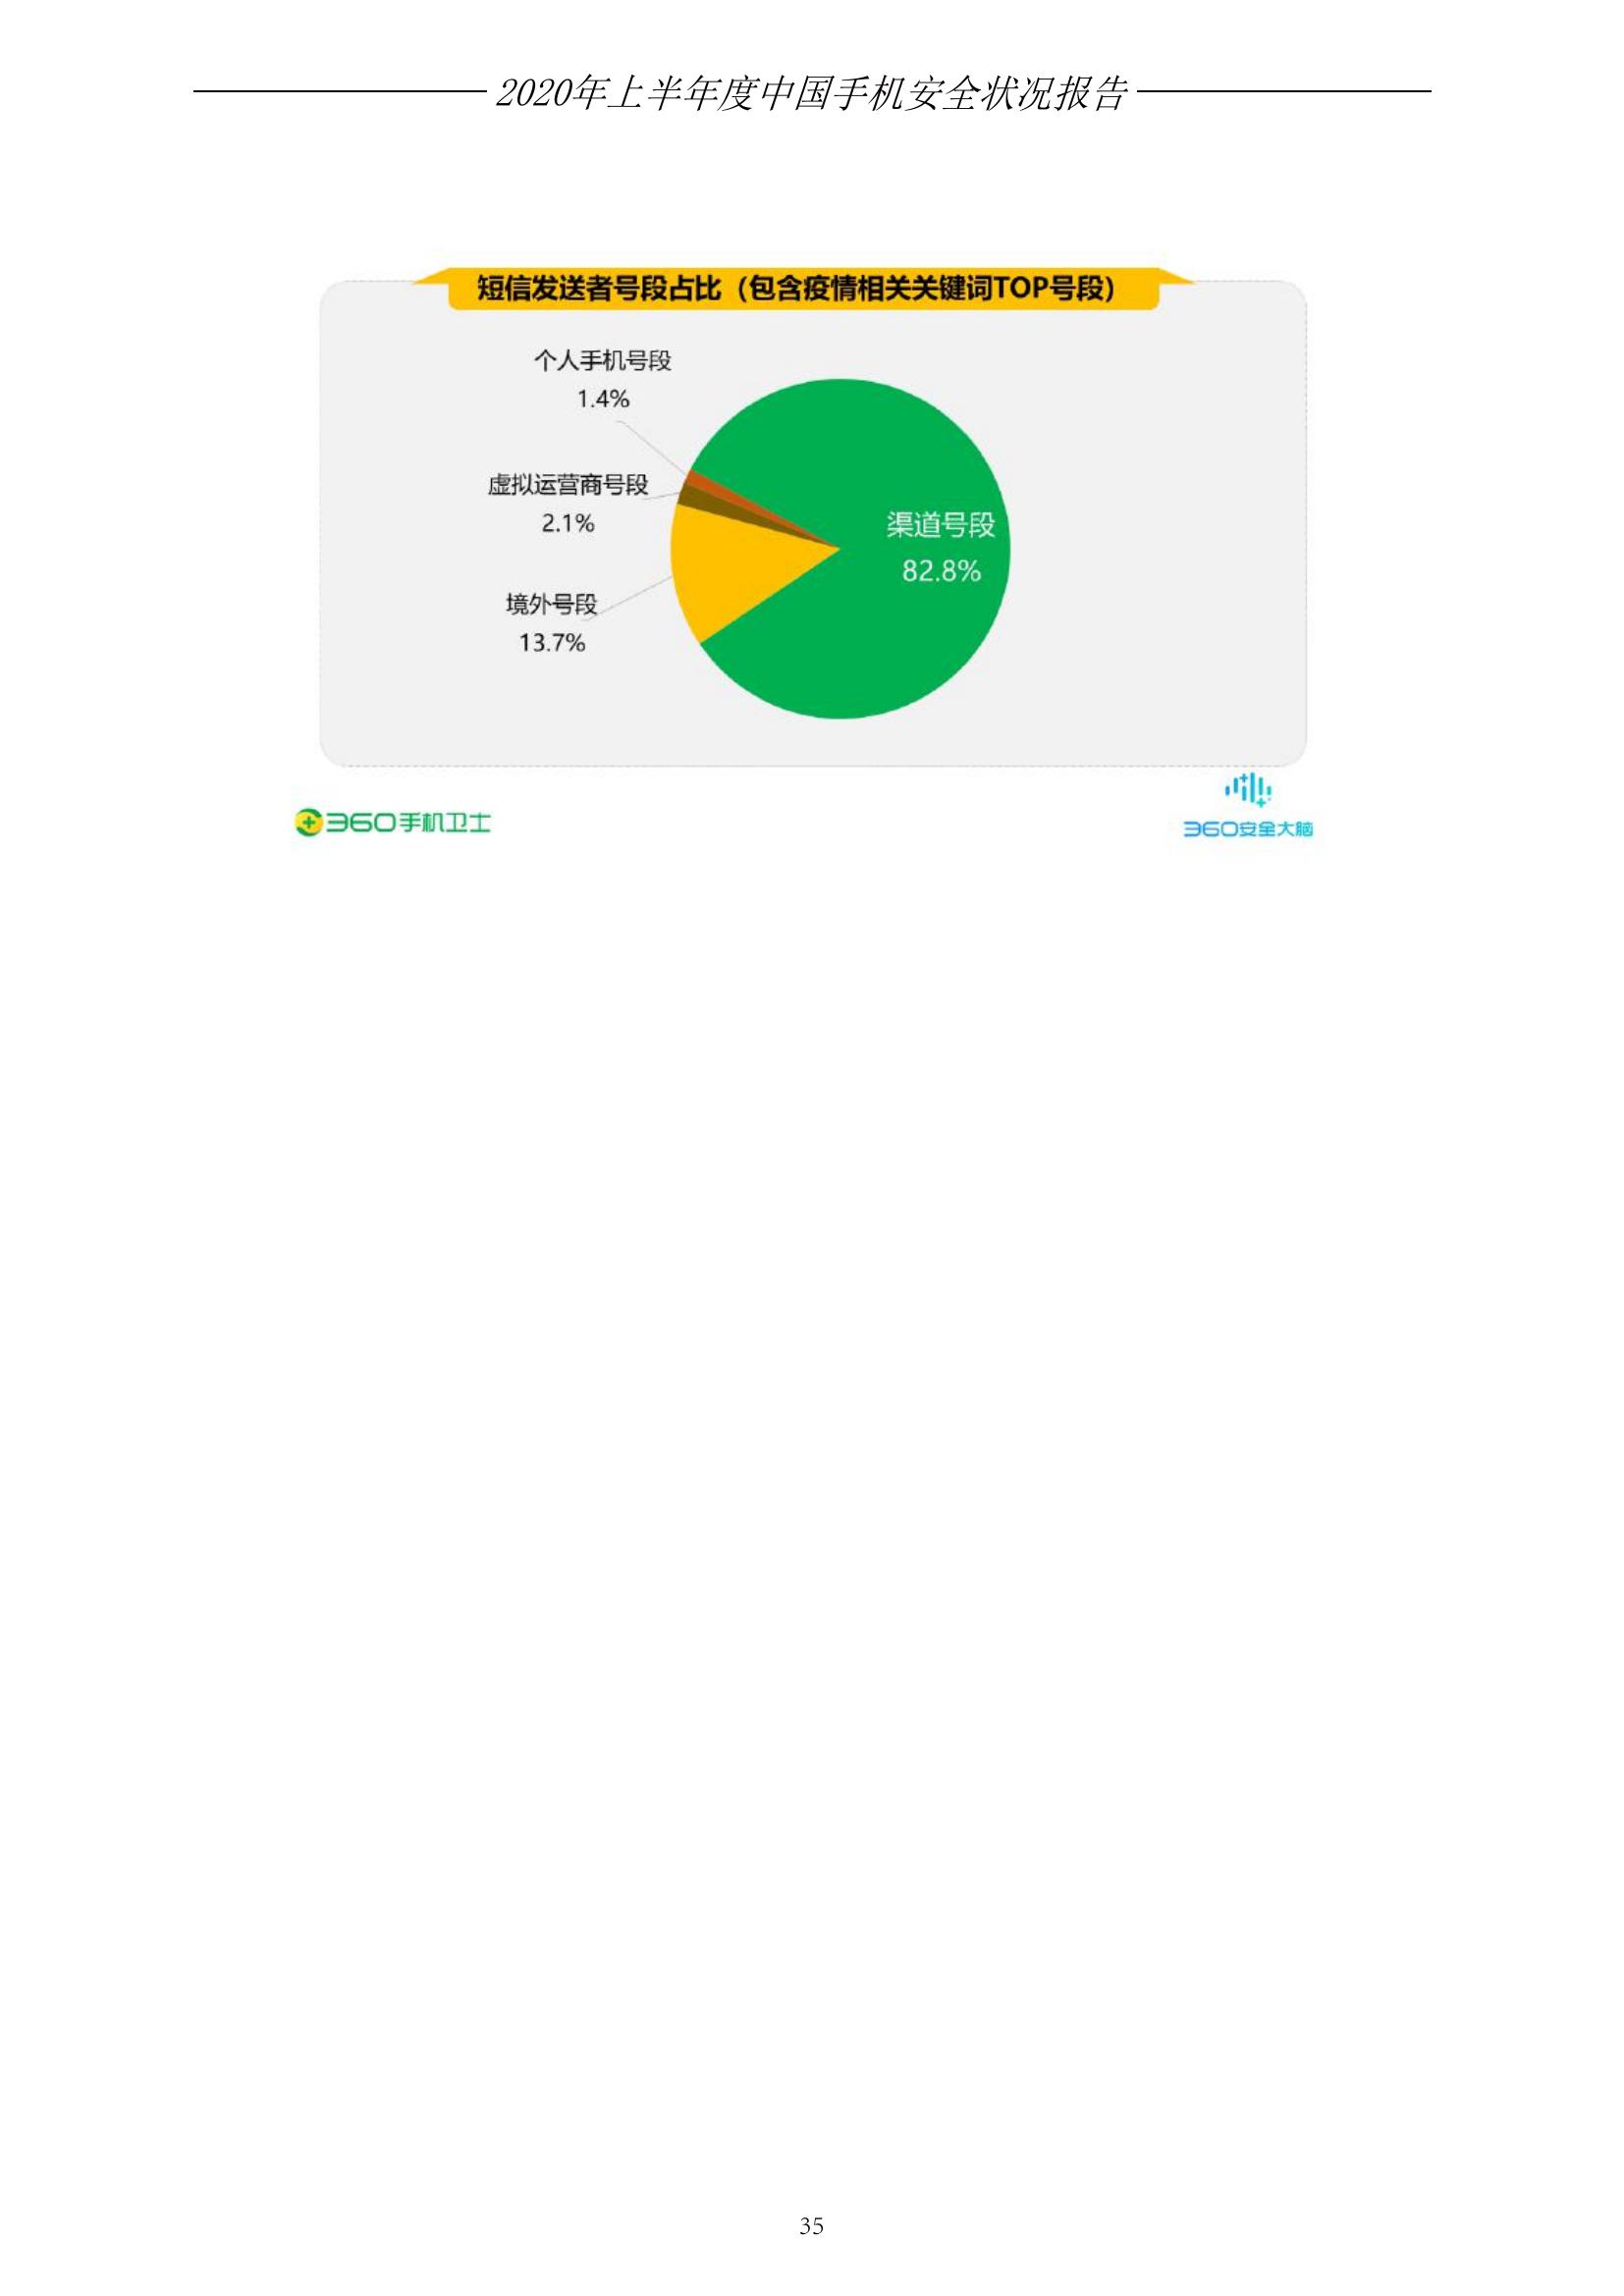 2020年上半年度中国手机安全状况报告
短信发送者号段占比（包含疫情相关关键词TOP号段）
个人手机号段
1.4%
虚拟运营商号段
2.1%
渠道号段
82.8%
境外号段
13.7%
360手机卫士
360安全大脑
35